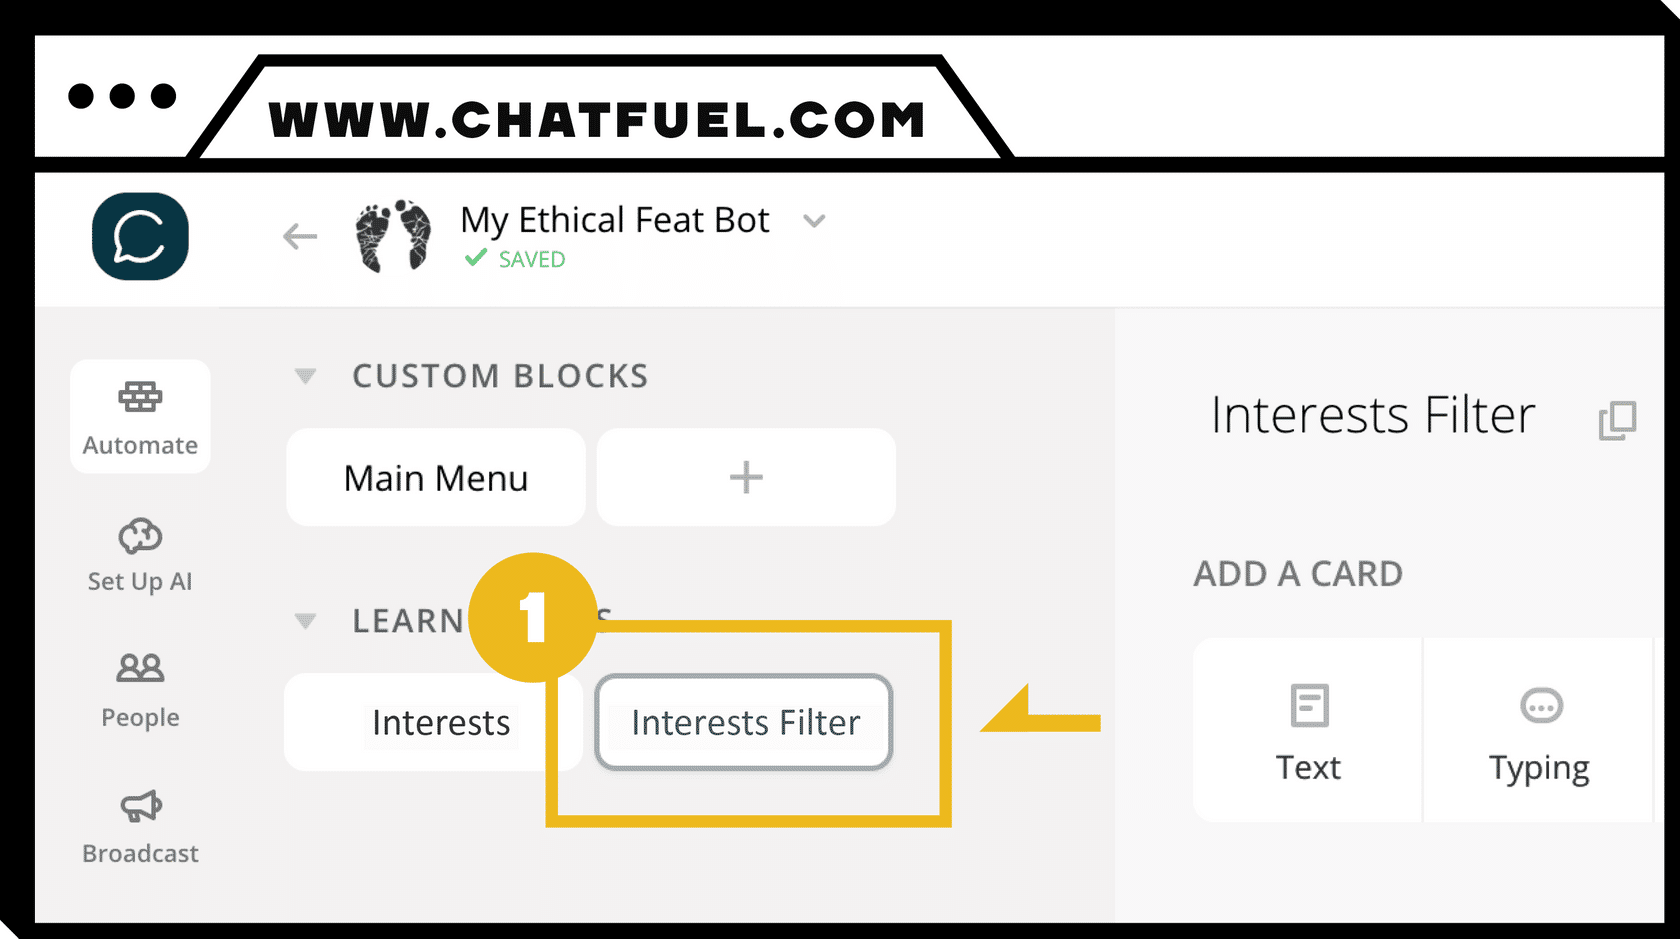 WWW.CHATFUEL.COM
My Ethical Feat Bot
SAVED
Automate
Set Up AI
People
Broadcast
CUSTOM BLOCKS
Main Menu
+
1
LEARN
Interests
Interests Filter
Interests Filter
ADD A CARD
Text
Typing